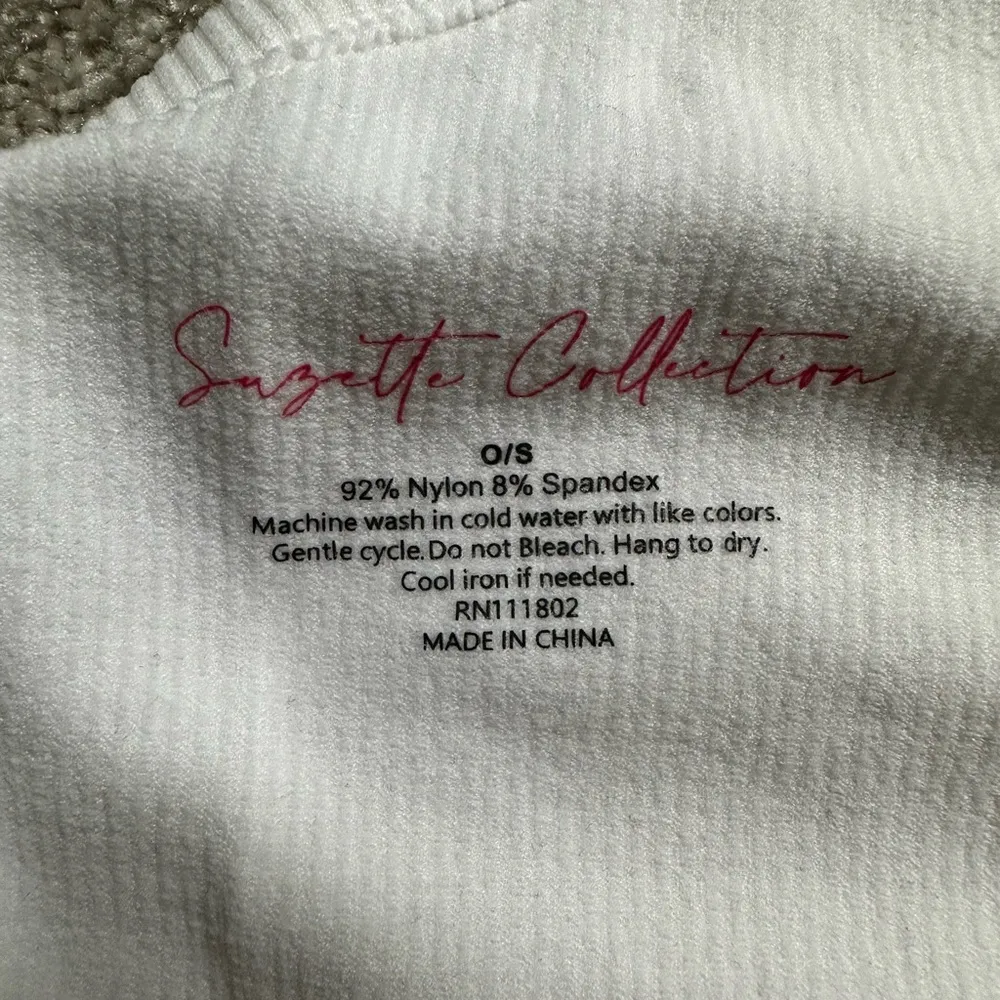 Suzette Collection
O/S
92% Nylon 8% Spandex
Machine wash in cold water with like colors.
Gentle cycle. Do not Bleach. Hang to dry.
Cool iron if needed.
RN111802
MADE IN CHINA